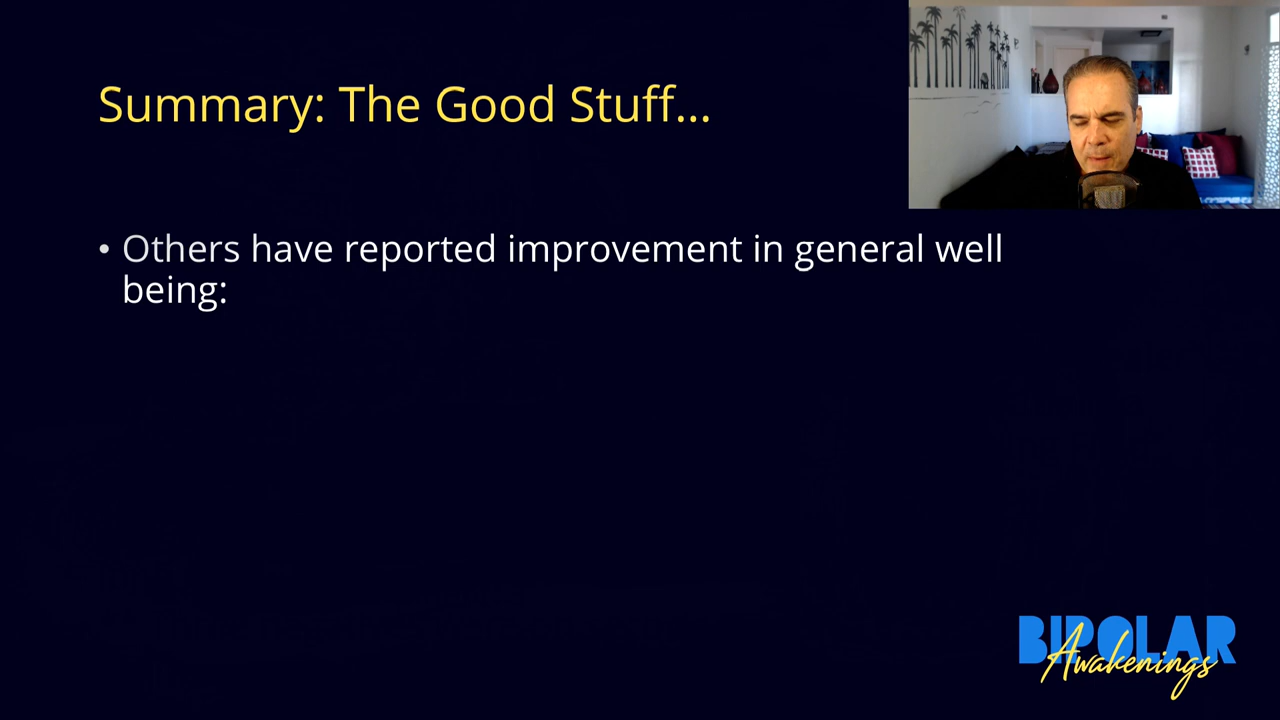 Summary: The Good Stuff...
• Others have reported improvement in general well
being:
BIPOLAR
Awakenings